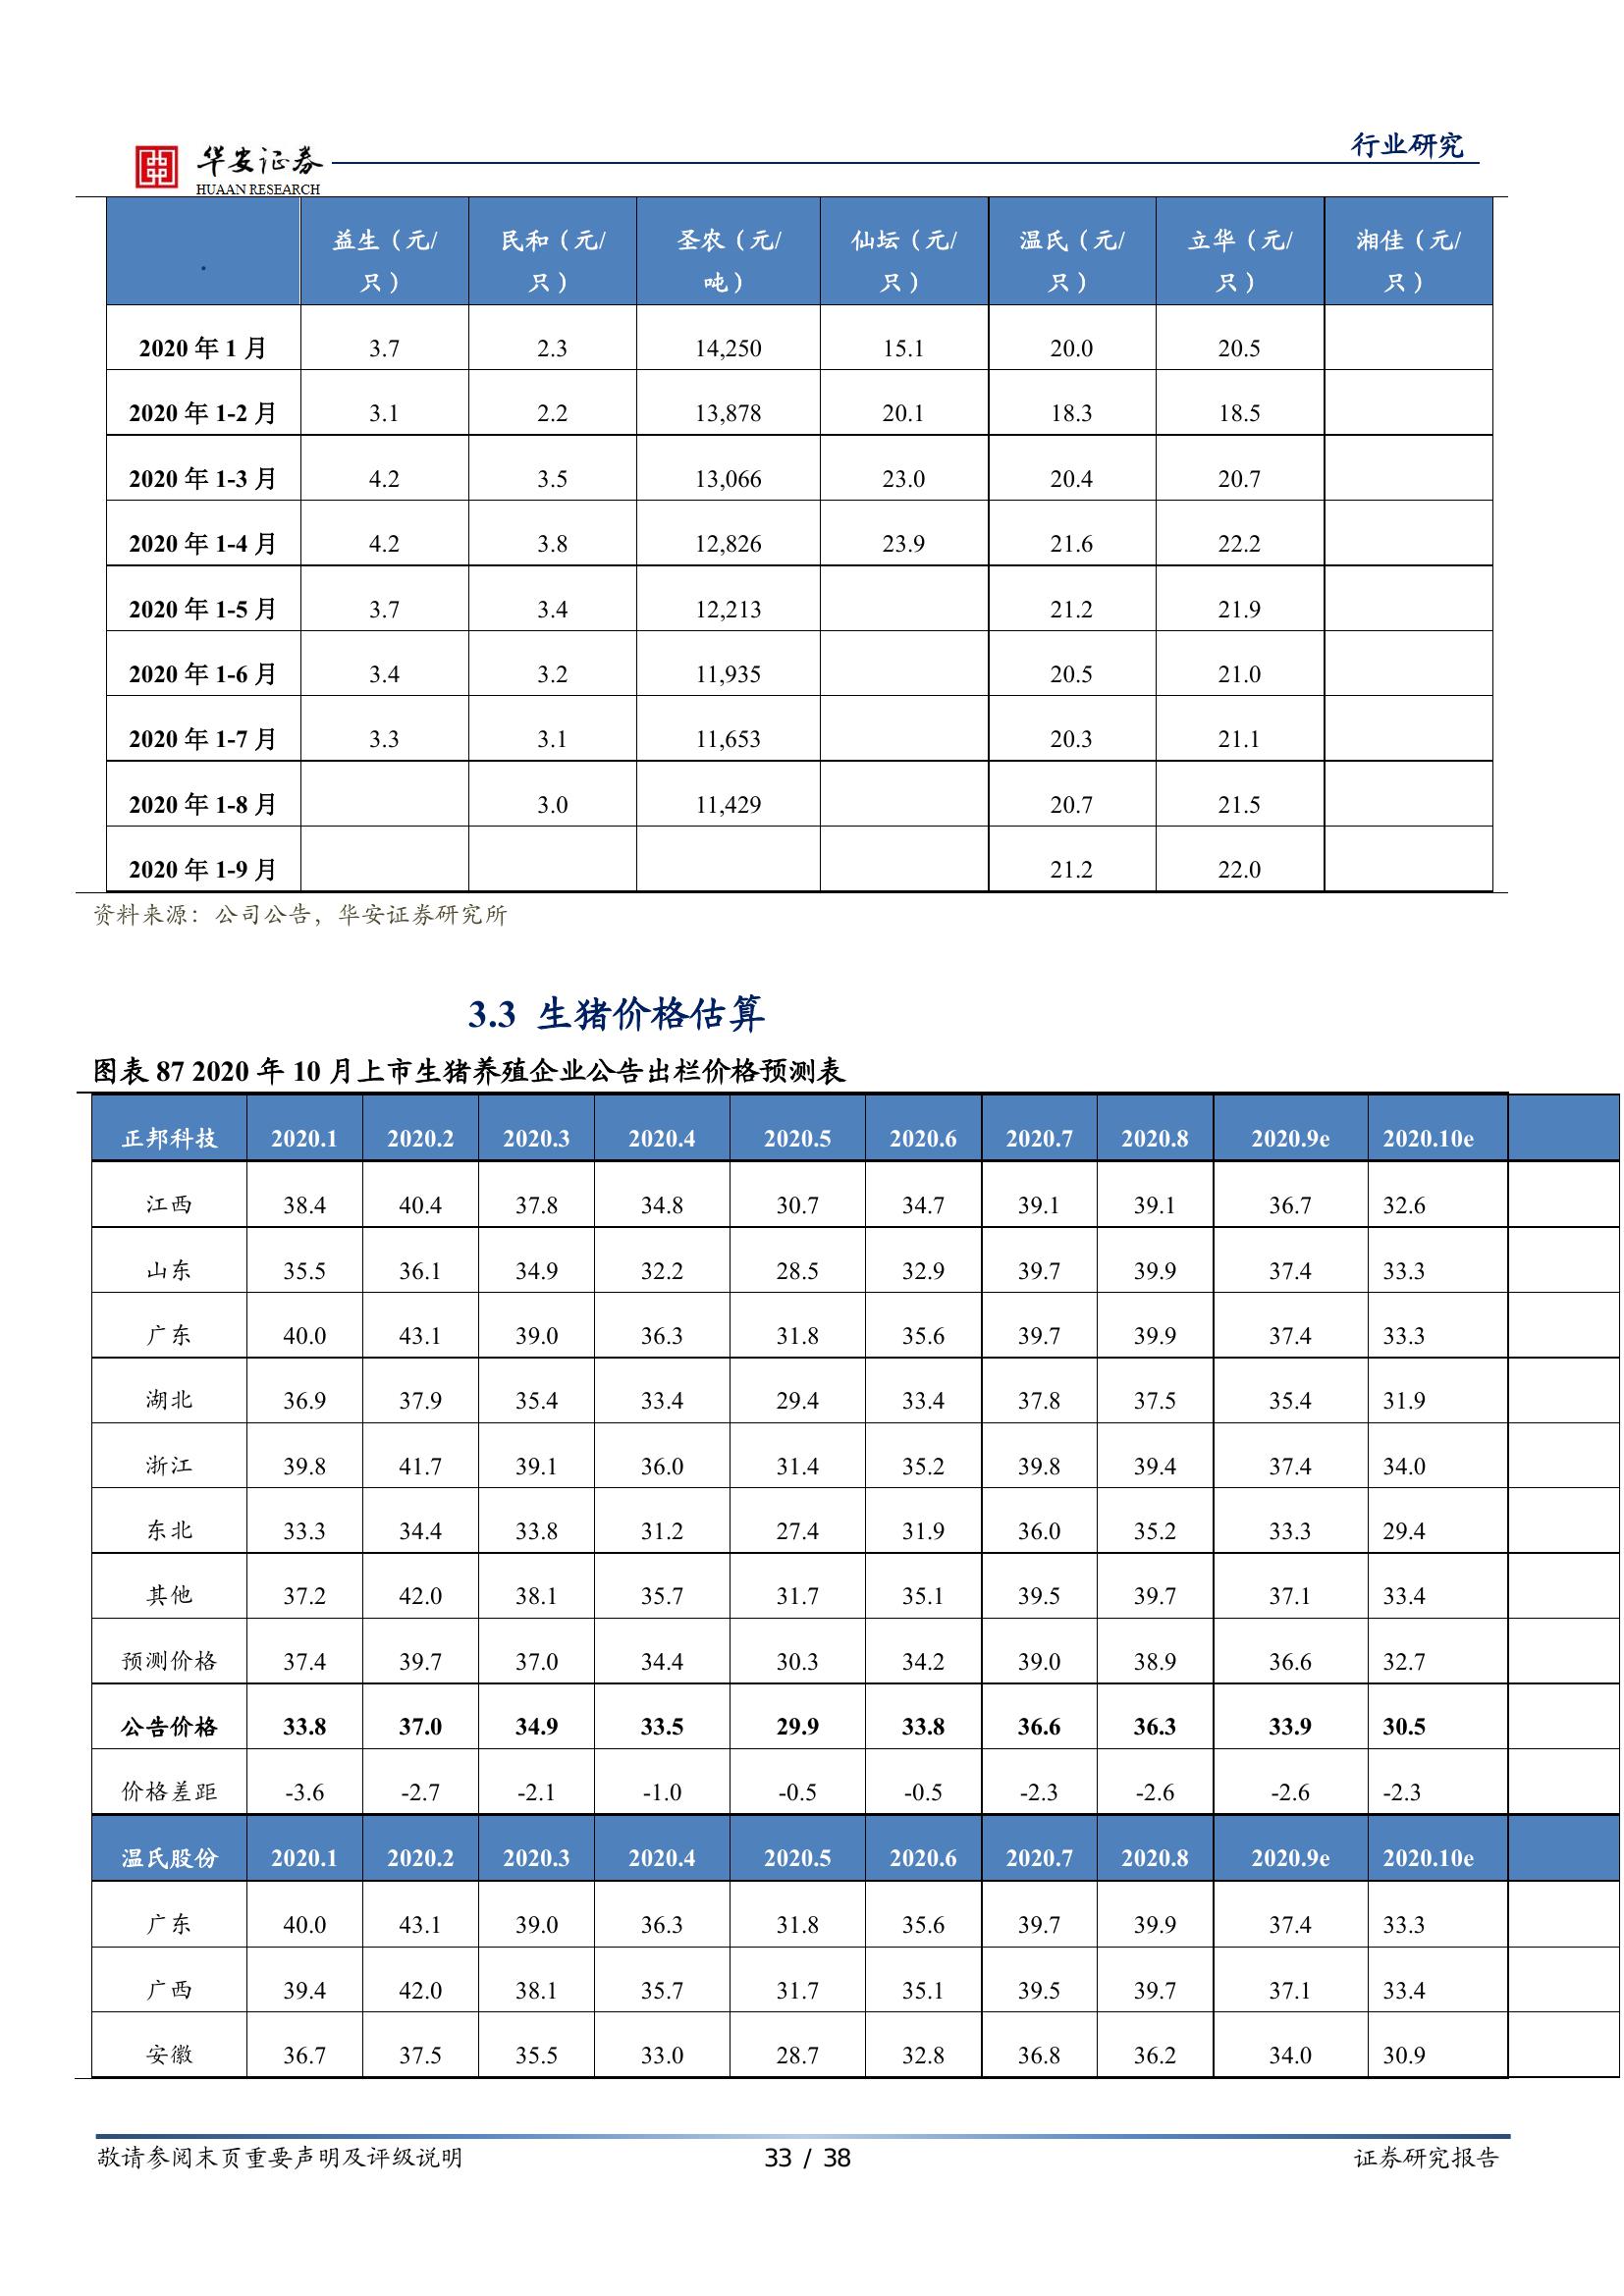 华安证券
HUAAN RESEARCH
行业研究
益生（元/只） 民和（元/只） 圣农（元/吨） 仙坛（元/只） 温氏（元/只） 立华（元/只） 湘佳（元/只）
2020 年 1 月 3.7 2.3 14,250 15.1 20.0 20.5
2020 年 1-2 月 3.1 2.2 13,878 20.1 18.3 18.5
2020 年 1-3 月 4.2 3.5 13,066 23.0 20.4 20.7
2020 年 1-4 月 4.2 3.8 12,826 23.9 21.6 22.2
2020 年 1-5 月 3.7 3.4 12,213 21.2 21.9
2020 年 1-6 月 3.4 3.2 11,935 20.5 21.0
2020 年 1-7 月 3.3 3.1 11,653 20.3 21.1
2020 年 1-8 月 3.0 11,429 20.7 21.5
2020 年 1-9 月 21.2 22.0
资料来源：公司公告，华安证券研究所
3.3 生猪价格估算
图表 87 2020 年 10 月上市生猪养殖企业公告出栏价格预测表
正邦科技 2020.1 2020.2 2020.3 2020.4 2020.5 2020.6 2020.7 2020.8 2020.9e 2020.10e
江西 38.4 40.4 37.8 34.8 30.7 34.7 39.1 39.1 36.7 32.6
山东 35.5 36.1 34.9 32.2 28.5 32.9 39.7 39.9 37.4 33.3
广东 40.0 43.1 39.0 36.3 31.8 35.6 39.7 39.9 37.4 33.3
湖北 36.9 37.9 35.4 33.4 29.4 33.4 37.8 37.5 35.4 31.9
浙江 39.8 41.7 39.1 36.0 31.4 35.2 39.8 39.4 37.4 34.0
东北 33.3 34.4 33.8 31.2 27.4 31.9 36.0 35.2 33.3 29.4
其他 37.2 42.0 38.1 35.7 31.7 35.1 39.5 39.7 37.1 33.4
预测价格 37.4 39.7 37.0 34.4 30.3 34.2 39.0 38.9 36.6 32.7
公告价格 33.8 37.0 34.9 33.5 29.9 33.8 36.6 36.3 33.9 30.5
价格差距 -3.6 -2.7 -2.1 -1.0 -0.5 -0.5 -2.3 -2.6 -2.6 -2.3
温氏股份 2020.1 2020.2 2020.3 2020.4 2020.5 2020.6 2020.7 2020.8 2020.9e 2020.10e
广东 40.0 43.1 39.0 36.3 31.8 35.6 39.7 39.9 37.4 33.3
广西 39.4 42.0 38.1 35.7 31.7 35.1 39.5 39.7 37.1 33.4
安徽 36.7 37.5 35.5 33.0 28.7 32.8 36.8 36.2 34.0 30.9
敬请参阅末页重要声明及评级说明 33 / 38 证券研究报告